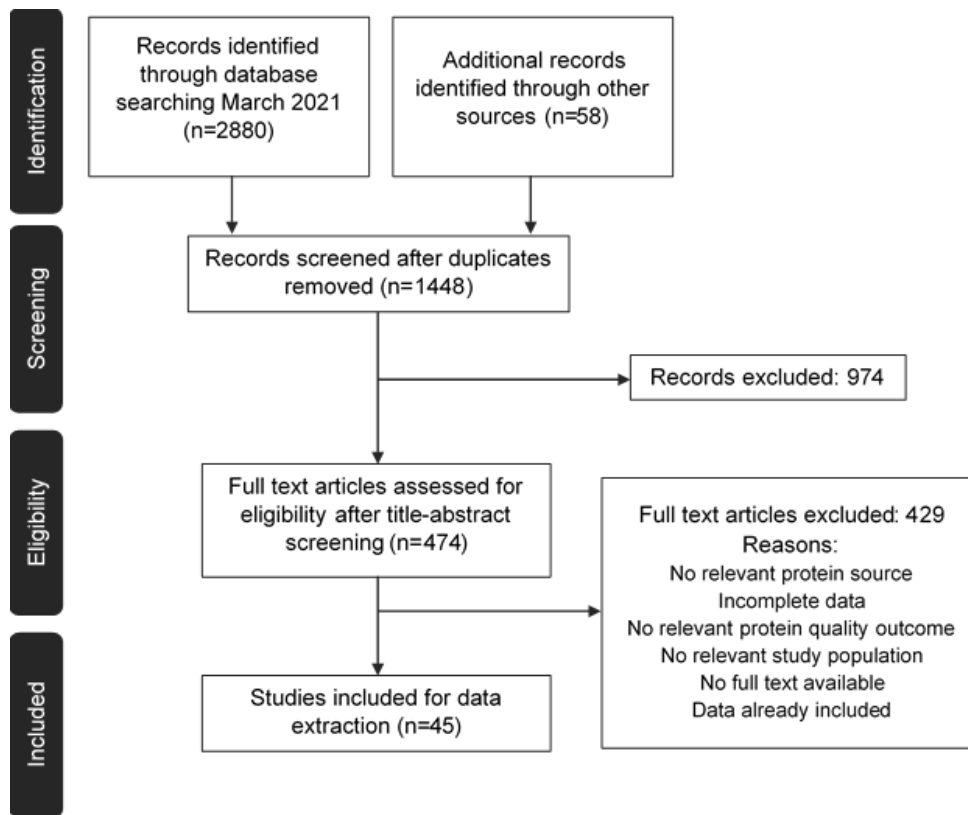 Identification
Records identified
through database
searching March 2021
(n=2880)
Additional records
identified through other
sources (n=58)
Screening
Records screened after duplicates
removed (n=1448)
Records excluded: 974
Eligibility
Full text articles assessed for
eligibility after title-abstract
screening (n=474)
Full text articles excluded: 429
Reasons:
No relevant protein source
Incomplete data
No relevant protein quality outcome
No relevant study population
No full text available
Data already included
Included
Studies included for data
extraction (n=45)